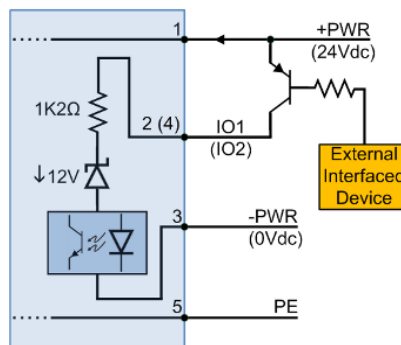 1
+PWR
(24Vdc)
1K2Ω
2 (4)
IO1
(IO2)
↓12V
External
Interfaced
Device
3
-PWR
(0Vdc)
5
PE